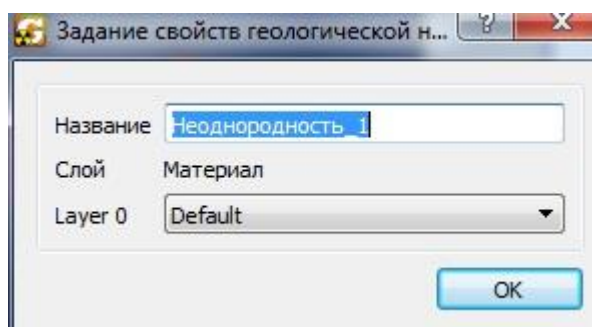 Задание свойств геологической н...
Название Неоднородность_1
Слой Материал
Layer 0 Default
OK